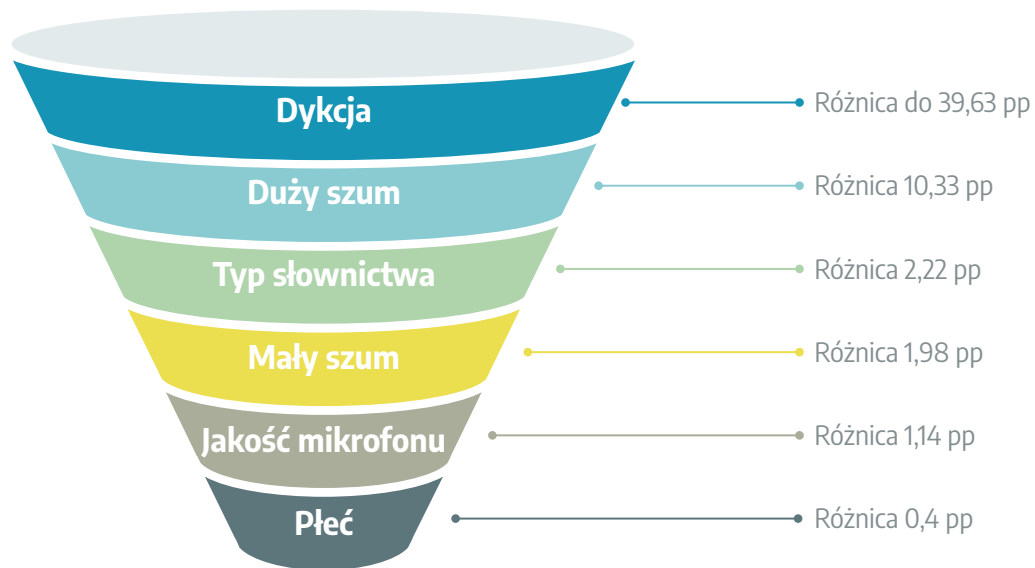 Dykcja
Różnica do 39,63 pp
Duży szum
Różnica 10,33 pp
Typ słownictwa
Różnica 2,22 pp
Mały szum
Różnica 1,98 pp
Jakość mikrofonu
Różnica 1,14 pp
Płeć
Różnica 0,4 pp